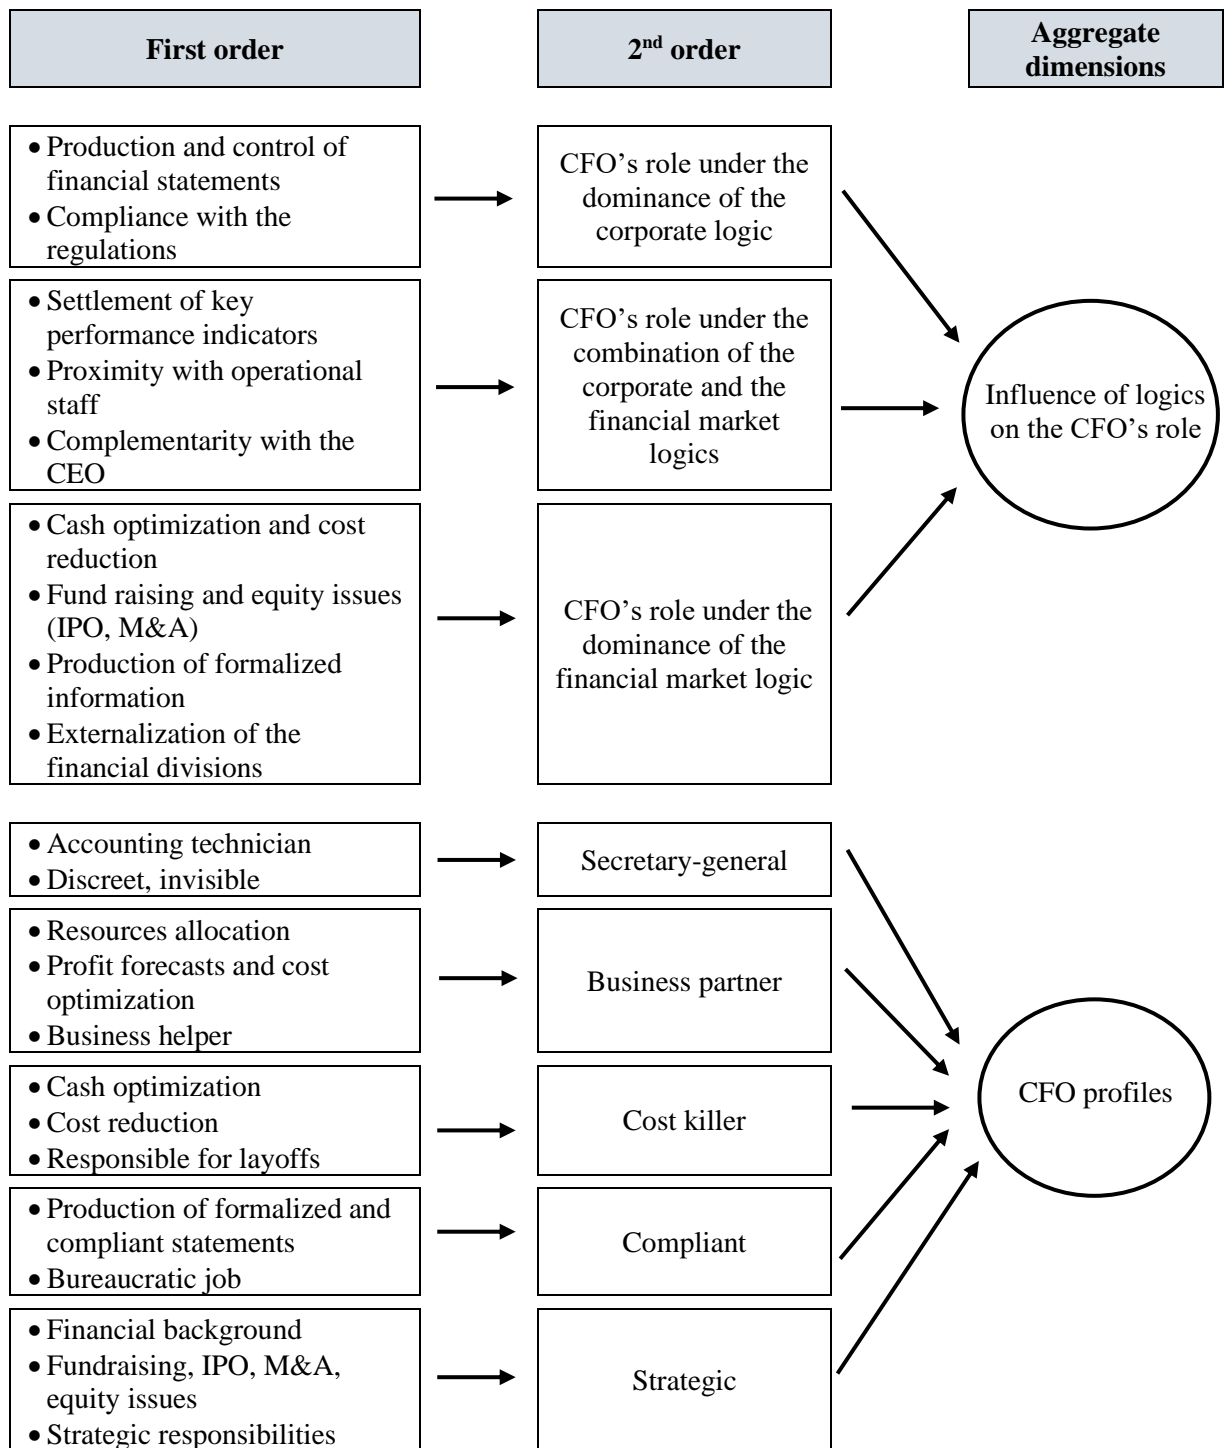 First order
2nd order
Aggregate
dimensions
• Production and control of
financial statements
• Compliance with the
regulations
CFO’s role under the
dominance of the
corporate logic
• Settlement of key
performance indicators
• Proximity with operational
staff
• Complementarity with the
CEO
CFO’s role under the
combination of the
corporate and the
financial market
logics
• Cash optimization and cost
reduction
• Fund raising and equity issues
(IPO, M&A)
• Production of formalized
information
• Externalization of the
financial divisions
CFO’s role under the
dominance of the
financial market logic
Influence of logics
on the CFO’s role
• Accounting technician
• Discreet, invisible
Secretary-general
• Resources allocation
• Profit forecasts and cost
optimization
• Business helper
Business partner
• Cash optimization
• Cost reduction
• Responsible for layoffs
Cost killer
• Production of formalized and
compliant statements
• Bureaucratic job
Compliant
• Financial background
• Fundraising, IPO, M&A,
equity issues
• Strategic responsibilities
Strategic
CFO profiles